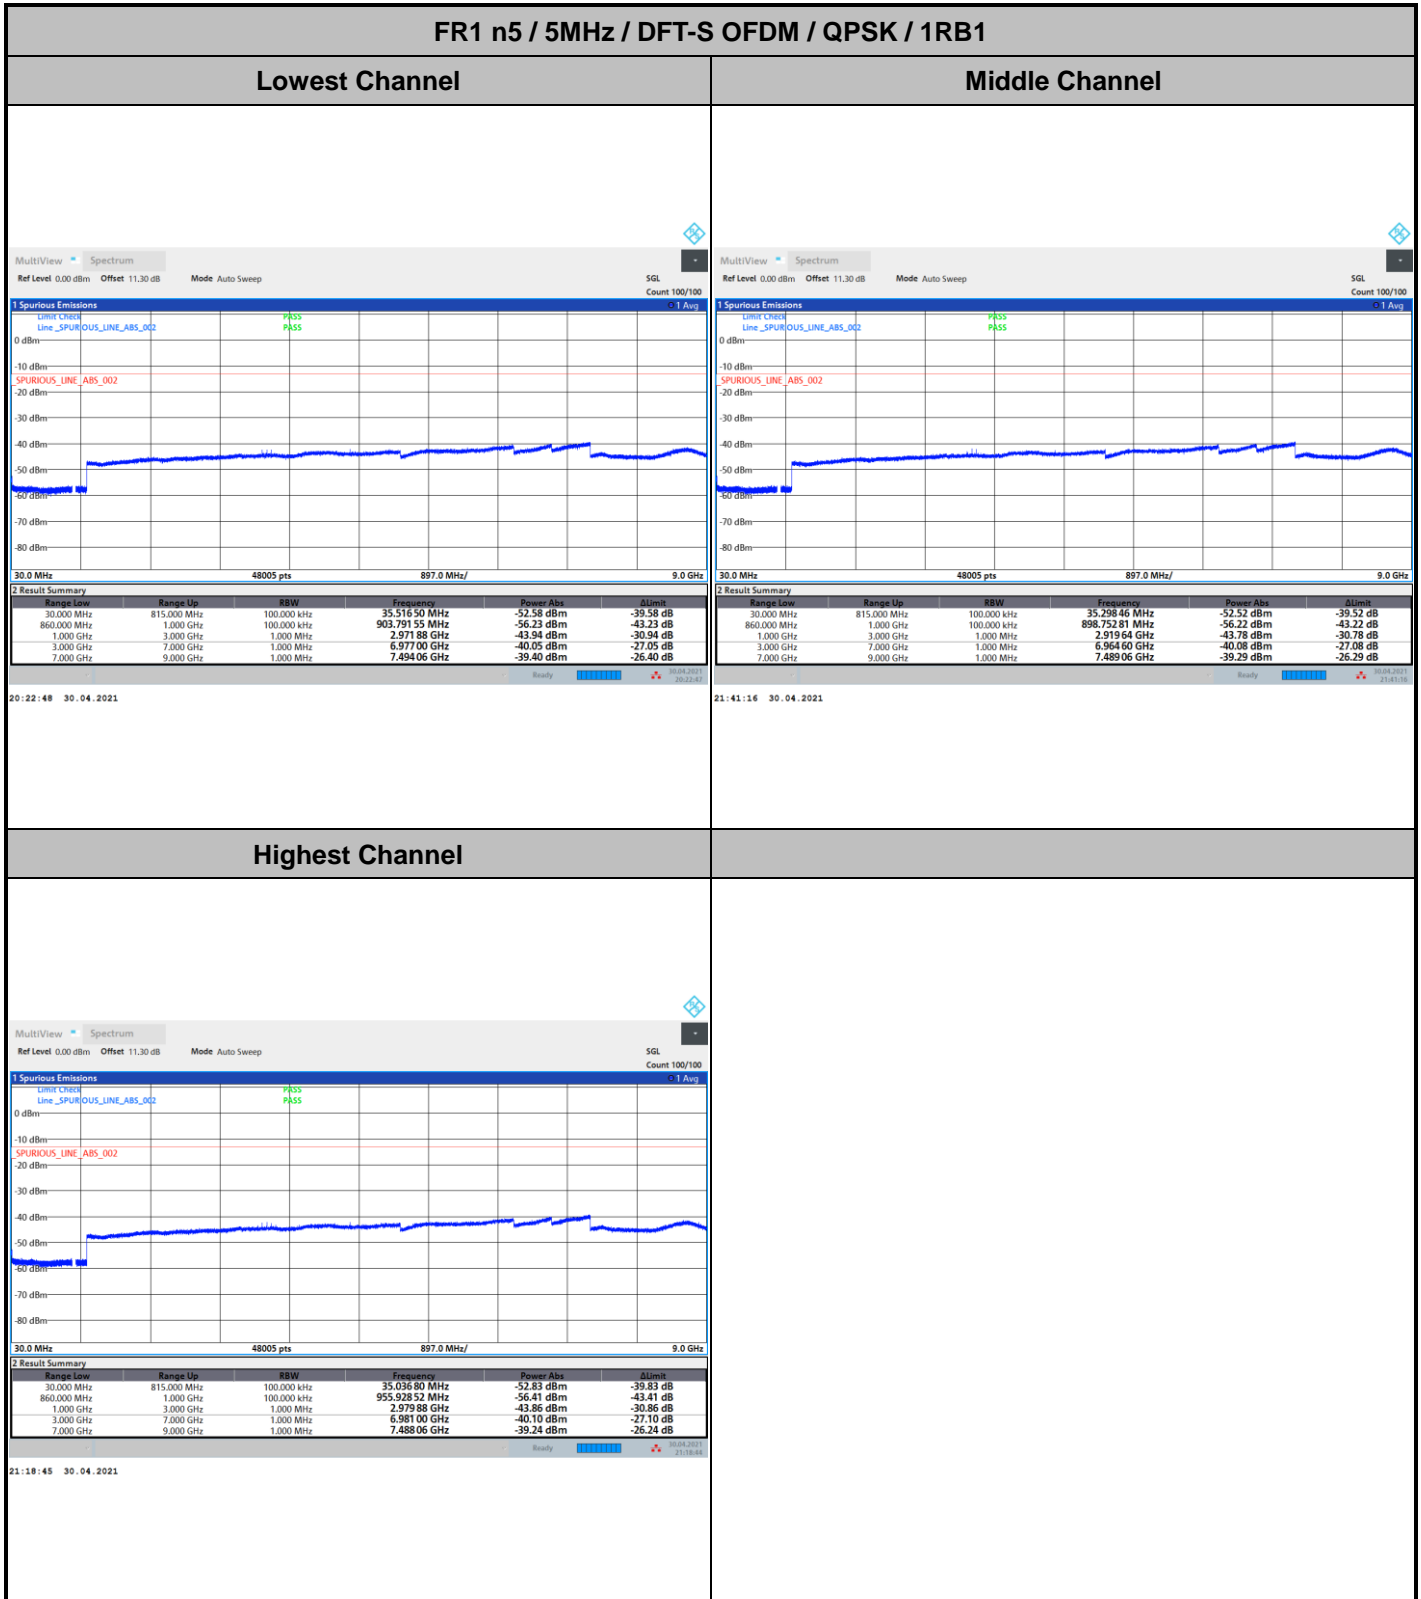 FR1 n5 / 5MHz / DFT-S OFDM / QPSK / 1RB1
Lowest Channel
Middle Channel
MultiView Spectrum
Ref Level 0.00 dBm Offset 11.30 dB Mode Auto Sweep SGL
Count 100/100
1 Spurious Emissions 1 Avg
Limit Check PASS
Line _SPURIOUS_LINE_ABS_002 PASS
0 dBm
-10 dBm
_SPURIOUS_LINE_ABS_002
-20 dBm
-30 dBm
-40 dBm
-50 dBm
-60 dBm
-70 dBm
-80 dBm
30.0 MHz 48005 pts 897.0 MHz/ 9.0 GHz
2 Result Summary
Range Low Range Up RBW Frequency Power Abs ΔLimit
30.000 MHz 815.000 MHz 100.000 kHz 35.516 50 MHz -52.58 dBm -39.58 dB
860.000 MHz 1.000 GHz 100.000 kHz 903.791 55 MHz -56.23 dBm -43.23 dB
1.000 GHz 3.000 GHz 1.000 MHz 2.971 88 GHz -43.94 dBm -30.94 dB
3.000 GHz 7.000 GHz 1.000 MHz 6.977 00 GHz -40.05 dBm -27.05 dB
7.000 GHz 9.000 GHz 1.000 MHz 7.494 06 GHz -39.40 dBm -26.40 dB
Ready 30.04.2021
20:22:47
20:22:48 30.04.2021
MultiView Spectrum
Ref Level 0.00 dBm Offset 11.30 dB Mode Auto Sweep SGL
Count 100/100
1 Spurious Emissions 1 Avg
Limit Check PASS
Line _SPURIOUS_LINE_ABS_002 PASS
0 dBm
-10 dBm
_SPURIOUS_LINE_ABS_002
-20 dBm
-30 dBm
-40 dBm
-50 dBm
-60 dBm
-70 dBm
-80 dBm
30.0 MHz 48005 pts 897.0 MHz/ 9.0 GHz
2 Result Summary
Range Low Range Up RBW Frequency Power Abs ΔLimit
30.000 MHz 815.000 MHz 100.000 kHz 35.298 46 MHz -52.52 dBm -39.52 dB
860.000 MHz 1.000 GHz 100.000 kHz 898.752 81 MHz -56.22 dBm -43.22 dB
1.000 GHz 3.000 GHz 1.000 MHz 2.919 64 GHz -43.78 dBm -30.78 dB
3.000 GHz 7.000 GHz 1.000 MHz 6.964 60 GHz -40.08 dBm -27.08 dB
7.000 GHz 9.000 GHz 1.000 MHz 7.489 06 GHz -39.29 dBm -26.29 dB
Ready 30.04.2021
21:41:16
21:41:16 30.04.2021
Highest Channel
MultiView Spectrum
Ref Level 0.00 dBm Offset 11.30 dB Mode Auto Sweep SGL
Count 100/100
1 Spurious Emissions 1 Avg
Limit Check PASS
Line _SPURIOUS_LINE_ABS_002 PASS
0 dBm
-10 dBm
_SPURIOUS_LINE_ABS_002
-20 dBm
-30 dBm
-40 dBm
-50 dBm
-60 dBm
-70 dBm
-80 dBm
30.0 MHz 48005 pts 897.0 MHz/ 9.0 GHz
2 Result Summary
Range Low Range Up RBW Frequency Power Abs ΔLimit
30.000 MHz 815.000 MHz 100.000 kHz 35.036 80 MHz -52.83 dBm -39.83 dB
860.000 MHz 1.000 GHz 100.000 kHz 955.928 52 MHz -56.41 dBm -43.41 dB
1.000 GHz 3.000 GHz 1.000 MHz 2.979 88 GHz -43.86 dBm -30.86 dB
3.000 GHz 7.000 GHz 1.000 MHz 6.981 00 GHz -40.10 dBm -27.10 dB
7.000 GHz 9.000 GHz 1.000 MHz 7.488 06 GHz -39.24 dBm -26.24 dB
Ready 30.04.2021
21:18:44
21:18:45 30.04.2021